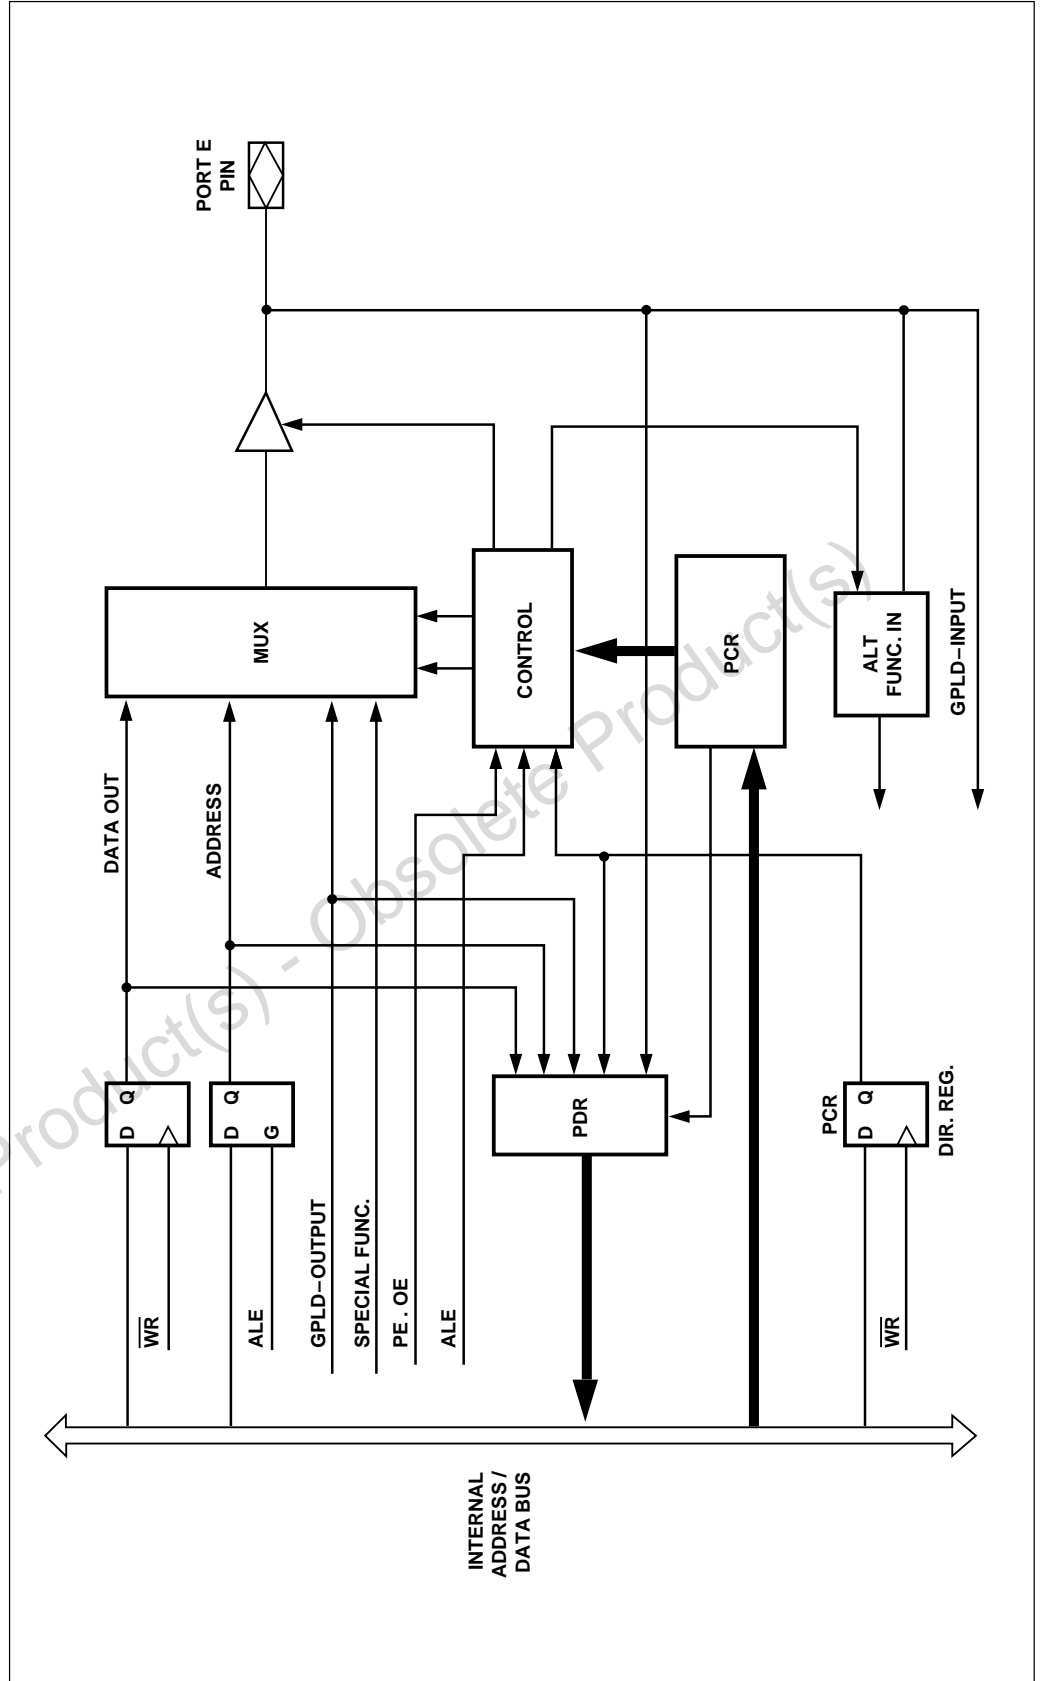 INTERNAL
ADDRESS /
DATA BUS
WR
D Q
DATA OUT
ALE
D Q
G
ADDRESS
GPLD–OUTPUT
SPECIAL FUNC.
PE . OE
ALE
MUX
PORT E
PIN
PDR
CONTROL
PCR
PCR
D Q
DIR. REG.
WR
ALT
FUNC. IN
GPLD–INPUT
Product(s) - Obsolete Product(s)